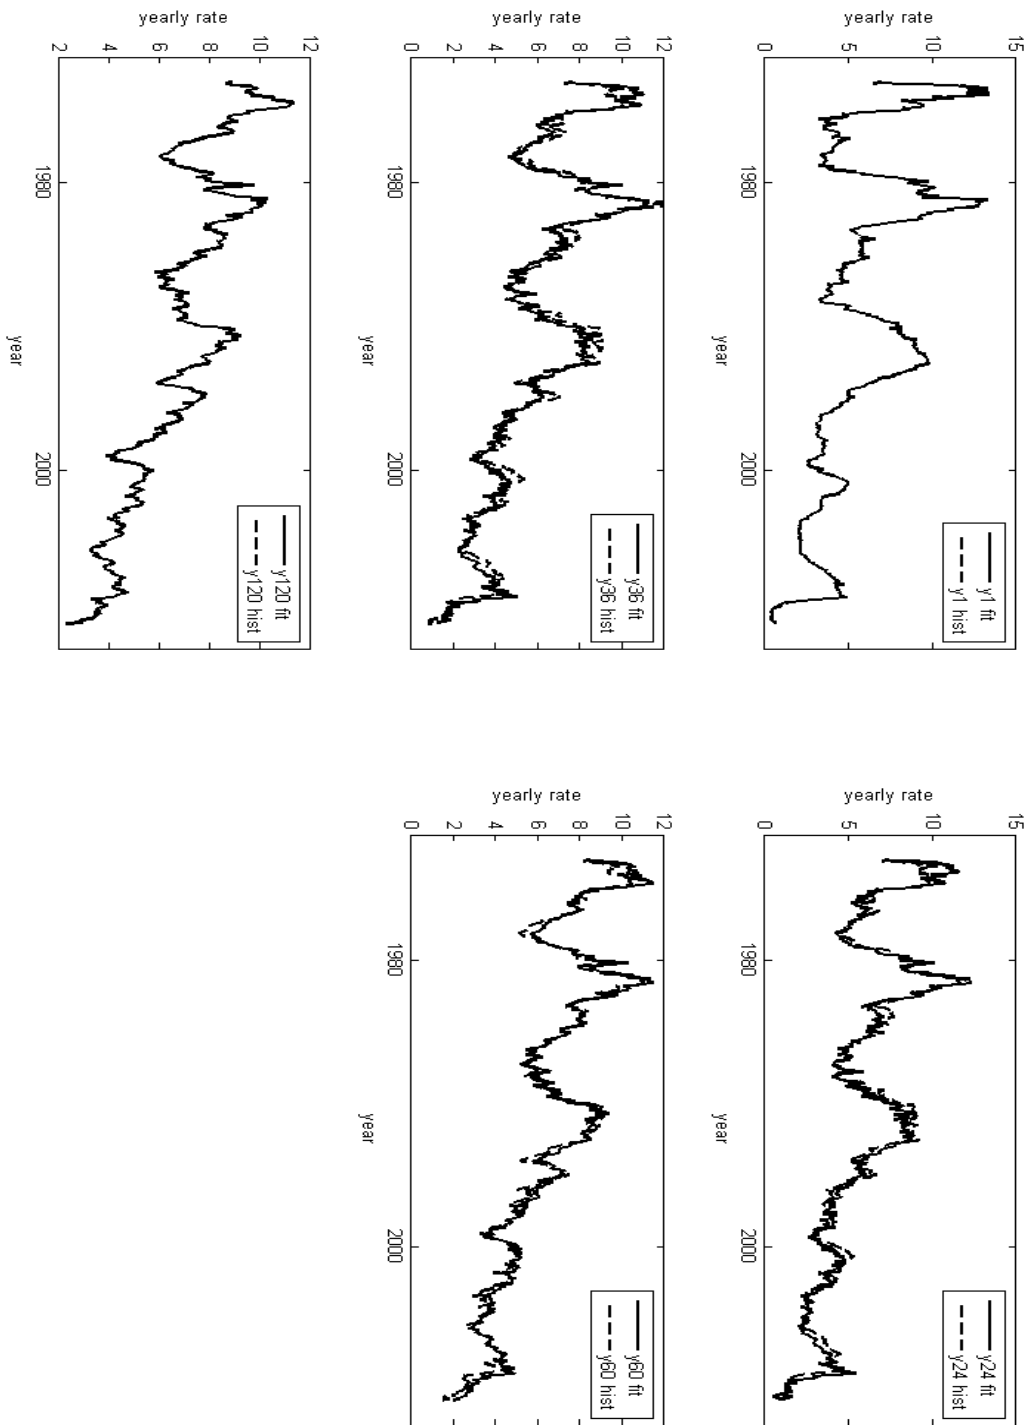 yearly rate
15
10
5
0
1980
2000
y1 fit
y1 hist
yearly rate
15
10
5
0
1980
2000
y24 fit
y24 hist
yearly rate
12
10
8
6
4
2
0
1980
2000
year
y36 fit
y36 hist
yearly rate
12
10
8
6
4
2
0
1980
2000
year
y60 fit
y60 hist
yearly rate
12
10
8
6
4
2
1980
2000
year
y120 fit
y120 hist